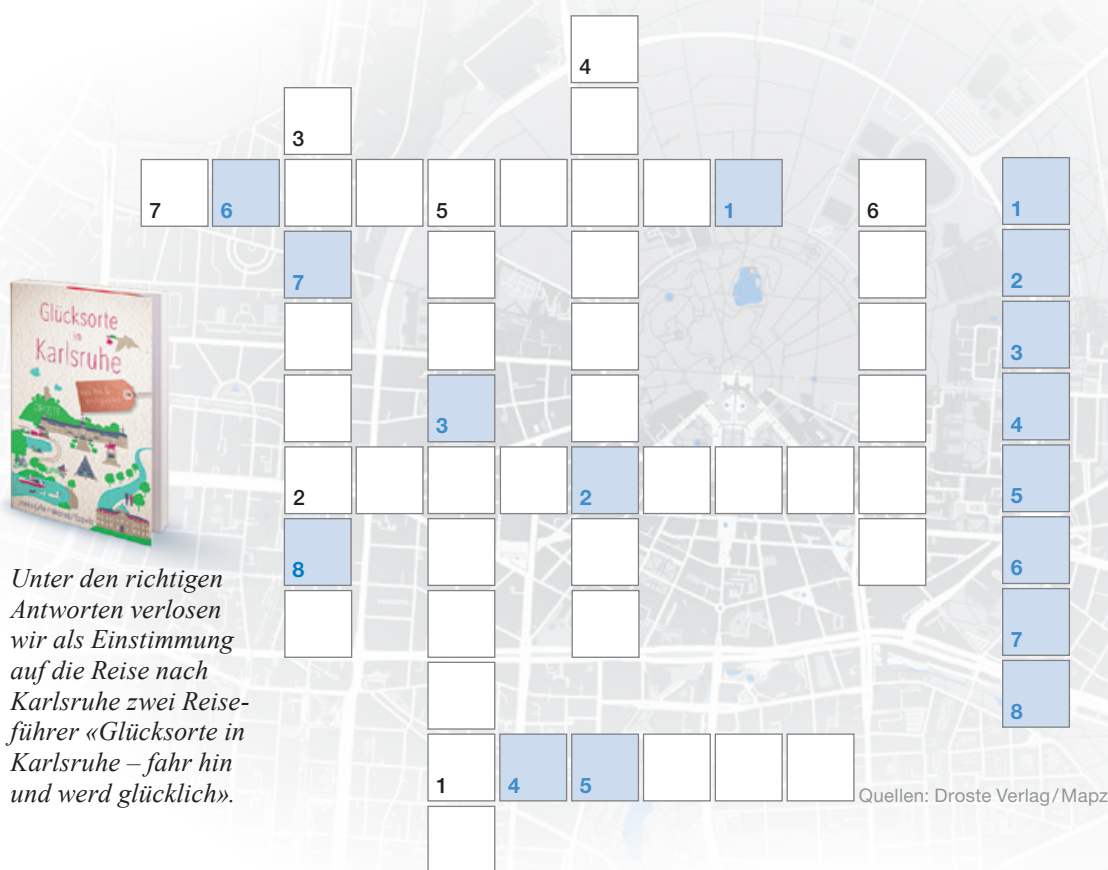 4
3
7 6 5 1 6 1
7 2
3
3 4
2 2 5
8 6
7
8
1 4 5
Glücksorte
in
Karlsruhe
DROSTE
Unter den richtigen
Antworten verlosen
wir als Einstimmung
auf die Reise nach
Karlsruhe zwei Reise-
führer «Glücksorte in
Karlsruhe – fahr hin
und werd glücklich».
Quellen: Droste Verlag/Mapz